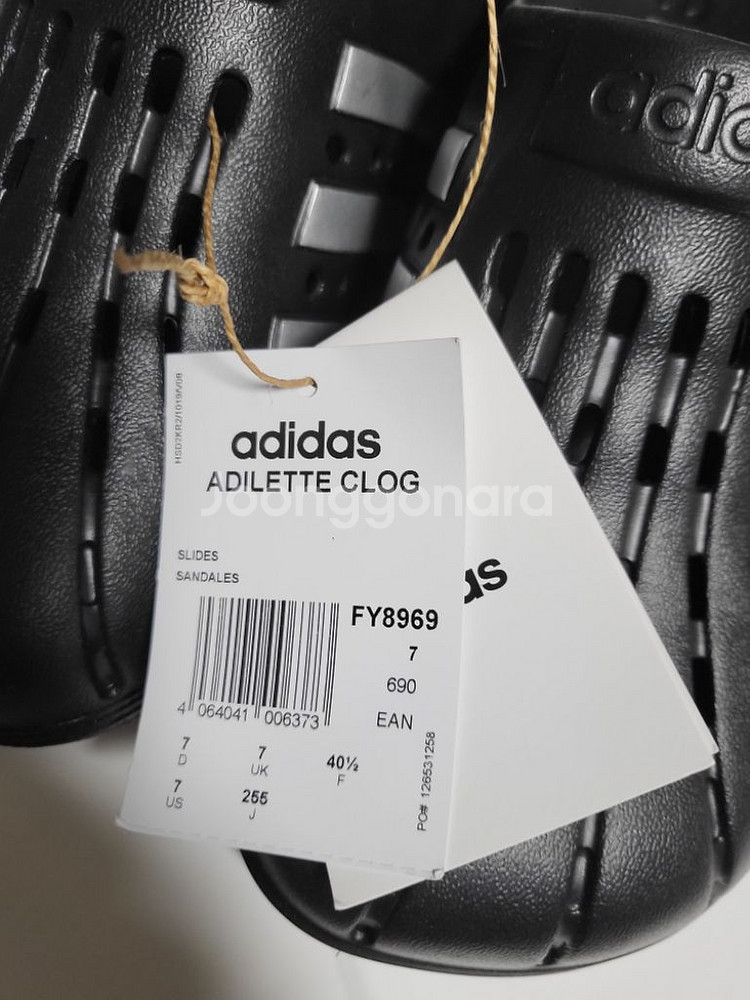 adidas
ADILETTE CLOG
Joonggonara
SLIDES
SANDALES
FY8969
7
690
EAN
4 064041 006373
7 D
7 UK
40½ F
7 US
255 J
PO# 126531258
adid
as